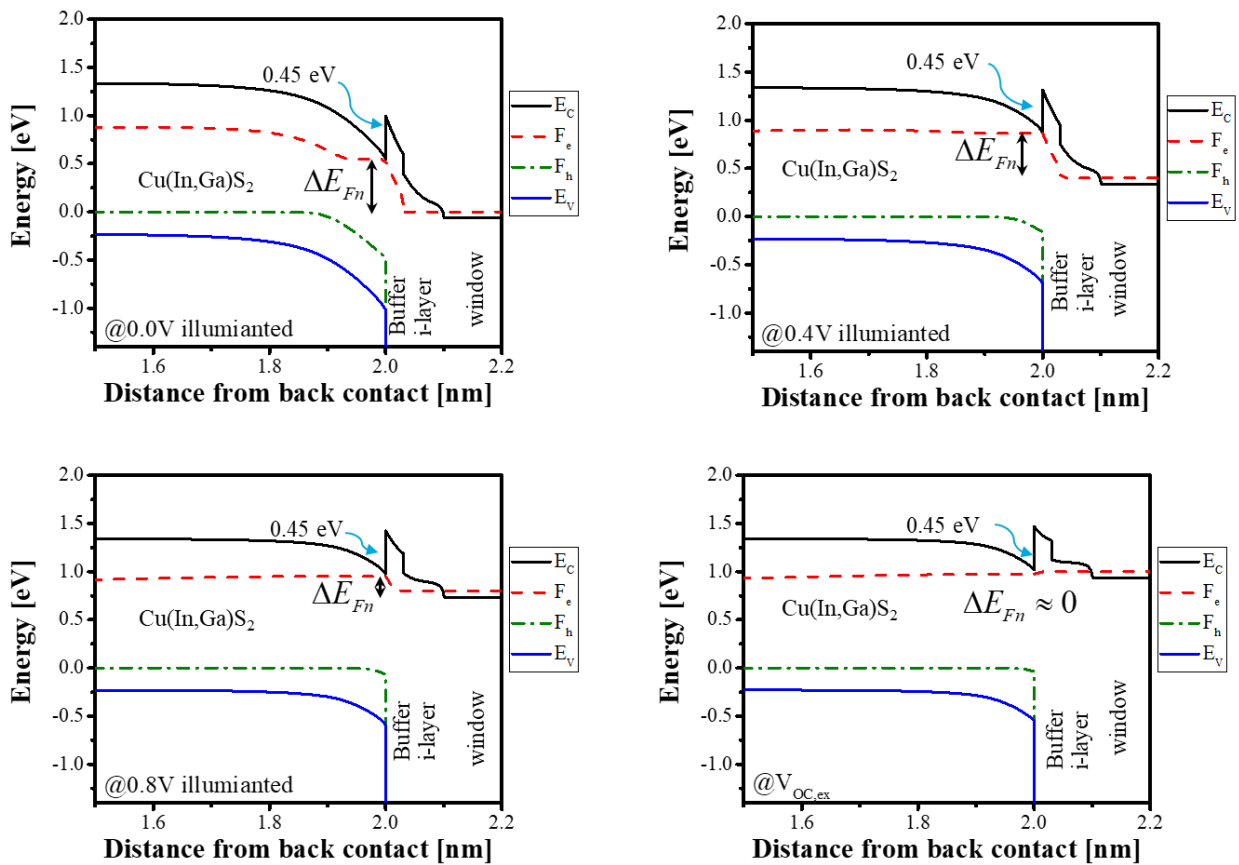 2.0
1.5
1.0
0.5
0.0
-0.5
-1.0
Energy [eV]
0.45 eV
Cu(In,Ga)S₂
ΔE_Fn
Buffer
i-layer
window
@0.0V illumianted
1.6
1.8
2.0
2.2
Distance from back contact [nm]
E_C
F_e
F_h
E_V
2.0
1.5
1.0
0.5
0.0
-0.5
-1.0
Energy [eV]
0.45 eV
Cu(In,Ga)S₂
ΔE_Fn
Buffer
i-layer
window
@0.4V illumianted
1.6
1.8
2.0
2.2
Distance from back contact [nm]
E_C
F_e
F_h
E_V
2.0
1.5
1.0
0.5
0.0
-0.5
-1.0
Energy [eV]
0.45 eV
Cu(In,Ga)S₂
ΔE_Fn
Buffer
i-layer
window
@0.8V illumianted
1.6
1.8
2.0
2.2
Distance from back contact [nm]
E_C
F_e
F_h
E_V
2.0
1.5
1.0
0.5
0.0
-0.5
-1.0
Energy [eV]
0.45 eV
Cu(In,Ga)S₂
ΔE_Fn ≈ 0
Buffer
i-layer
window
@V_OC,ex
1.6
1.8
2.0
2.2
Distance from back contact [nm]
E_C
F_e
F_h
E_V